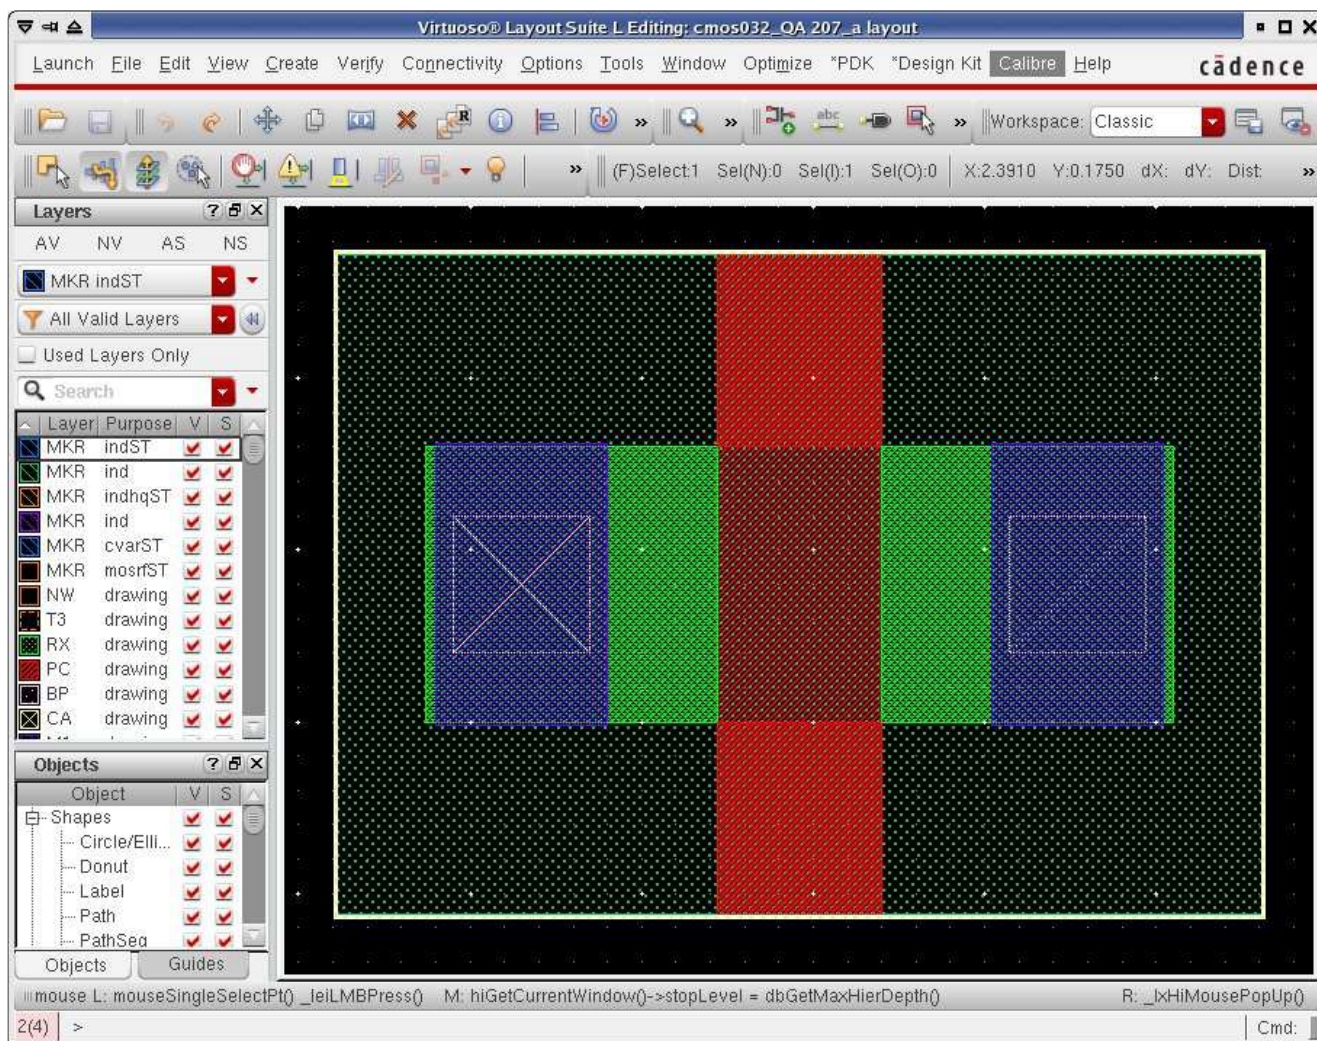 Virtuoso® Layout Suite L Editing: cmos032_QA 207_a layout
Launch File Edit View Create Verify Connectivity Options Tools Window Optimize *PDK *Design Kit Calibre Help cādence
R abc Workspace: Classic
(F)Select:1 Sel(N):0 Sel(I):1 Sel(O):0 X:2.3910 Y:0.1750 dX: dY: Dist:
Layers
AV NV AS NS
MKR indST
All Valid Layers
Used Layers Only
Search
Layer Purpose V S
MKR indST
MKR ind
MKR indhqST
MKR ind
MKR cvarST
MKR mosrfST
NW drawing
T3 drawing
RX drawing
PC drawing
BP drawing
CA drawing
Objects
Object V S
Shapes
Circle/Elli...
Donut
Label
Path
PathSeg
Objects Guides
mouse L: mouseSingleSelectPt() _leiLMBPress() M: hiGetCurrentWindow()->stopLevel = dbGetMaxHierDepth() R: _lxHiMousePopUp()
2(4) > Cmd: